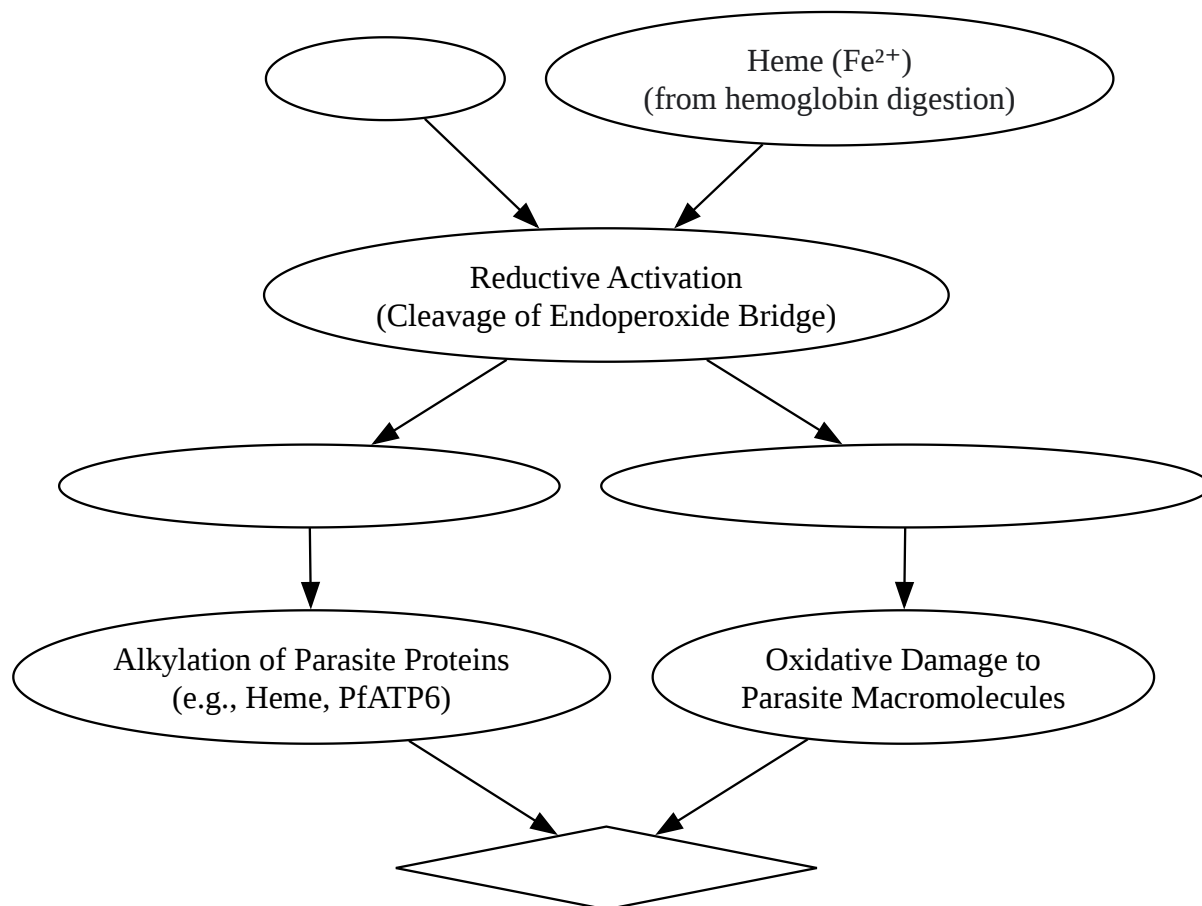 Heme (Fe²⁺)
(from hemoglobin digestion)
Reductive Activation
(Cleavage of Endoperoxide Bridge)
Alkylation of Parasite Proteins
(e.g., Heme, PfATP6)
Oxidative Damage to
Parasite Macromolecules